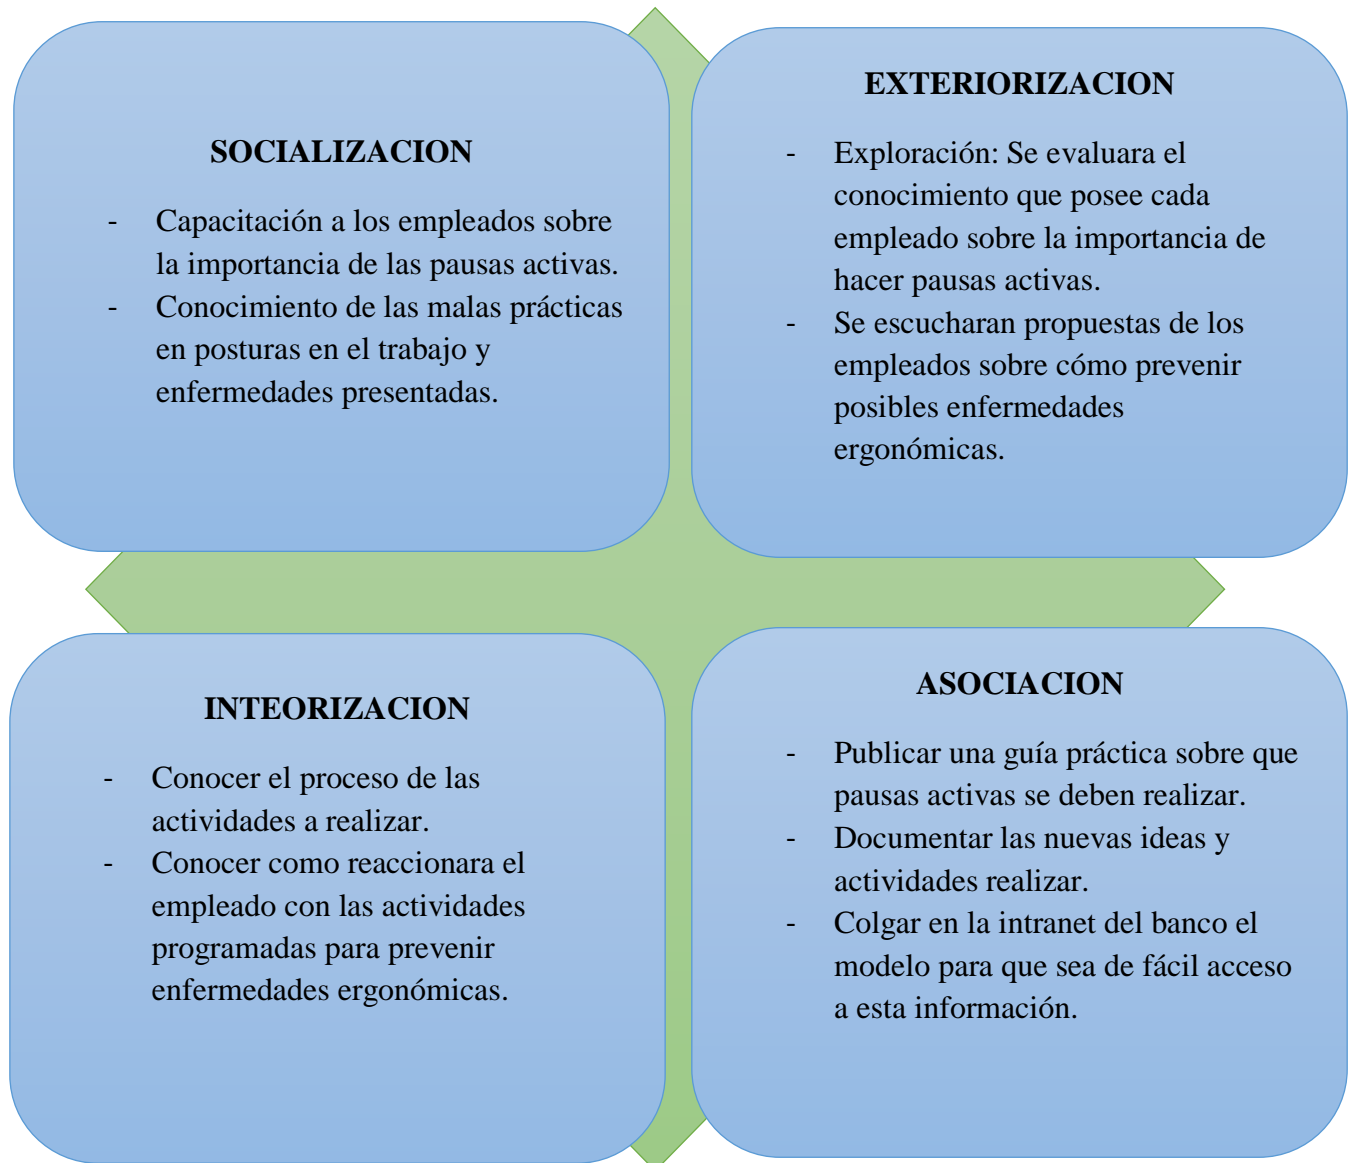 SOCIALIZACION
- Capacitación a los empleados sobre
la importancia de las pausas activas.
- Conocimiento de las malas prácticas
en posturas en el trabajo y
enfermedades presentadas.
EXTERIORIZACION
- Exploración: Se evaluara el
conocimiento que posee cada
empleado sobre la importancia de
hacer pausas activas.
- Se escucharan propuestas de los
empleados sobre cómo prevenir
posibles enfermedades
ergonómicas.
INTEORIZACION
- Conocer el proceso de las
actividades a realizar.
- Conocer como reaccionara el
empleado con las actividades
programadas para prevenir
enfermedades ergonómicas.
ASOCIACION
- Publicar una guía práctica sobre que
pausas activas se deben realizar.
- Documentar las nuevas ideas y
actividades realizar.
- Colgar en la intranet del banco el
modelo para que sea de fácil acceso
a esta información.